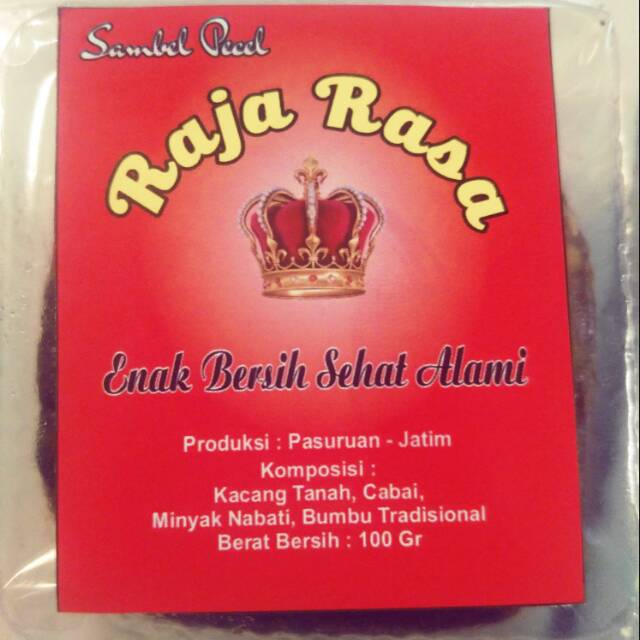 Sambel Pecel
Raja Rasa
Enak Bersih Sehat Alami
Produksi : Pasuruan - Jatim
Komposisi :
Kacang Tanah, Cabai,
Minyak Nabati, Bumbu Tradisional
Berat Bersih : 100 Gr